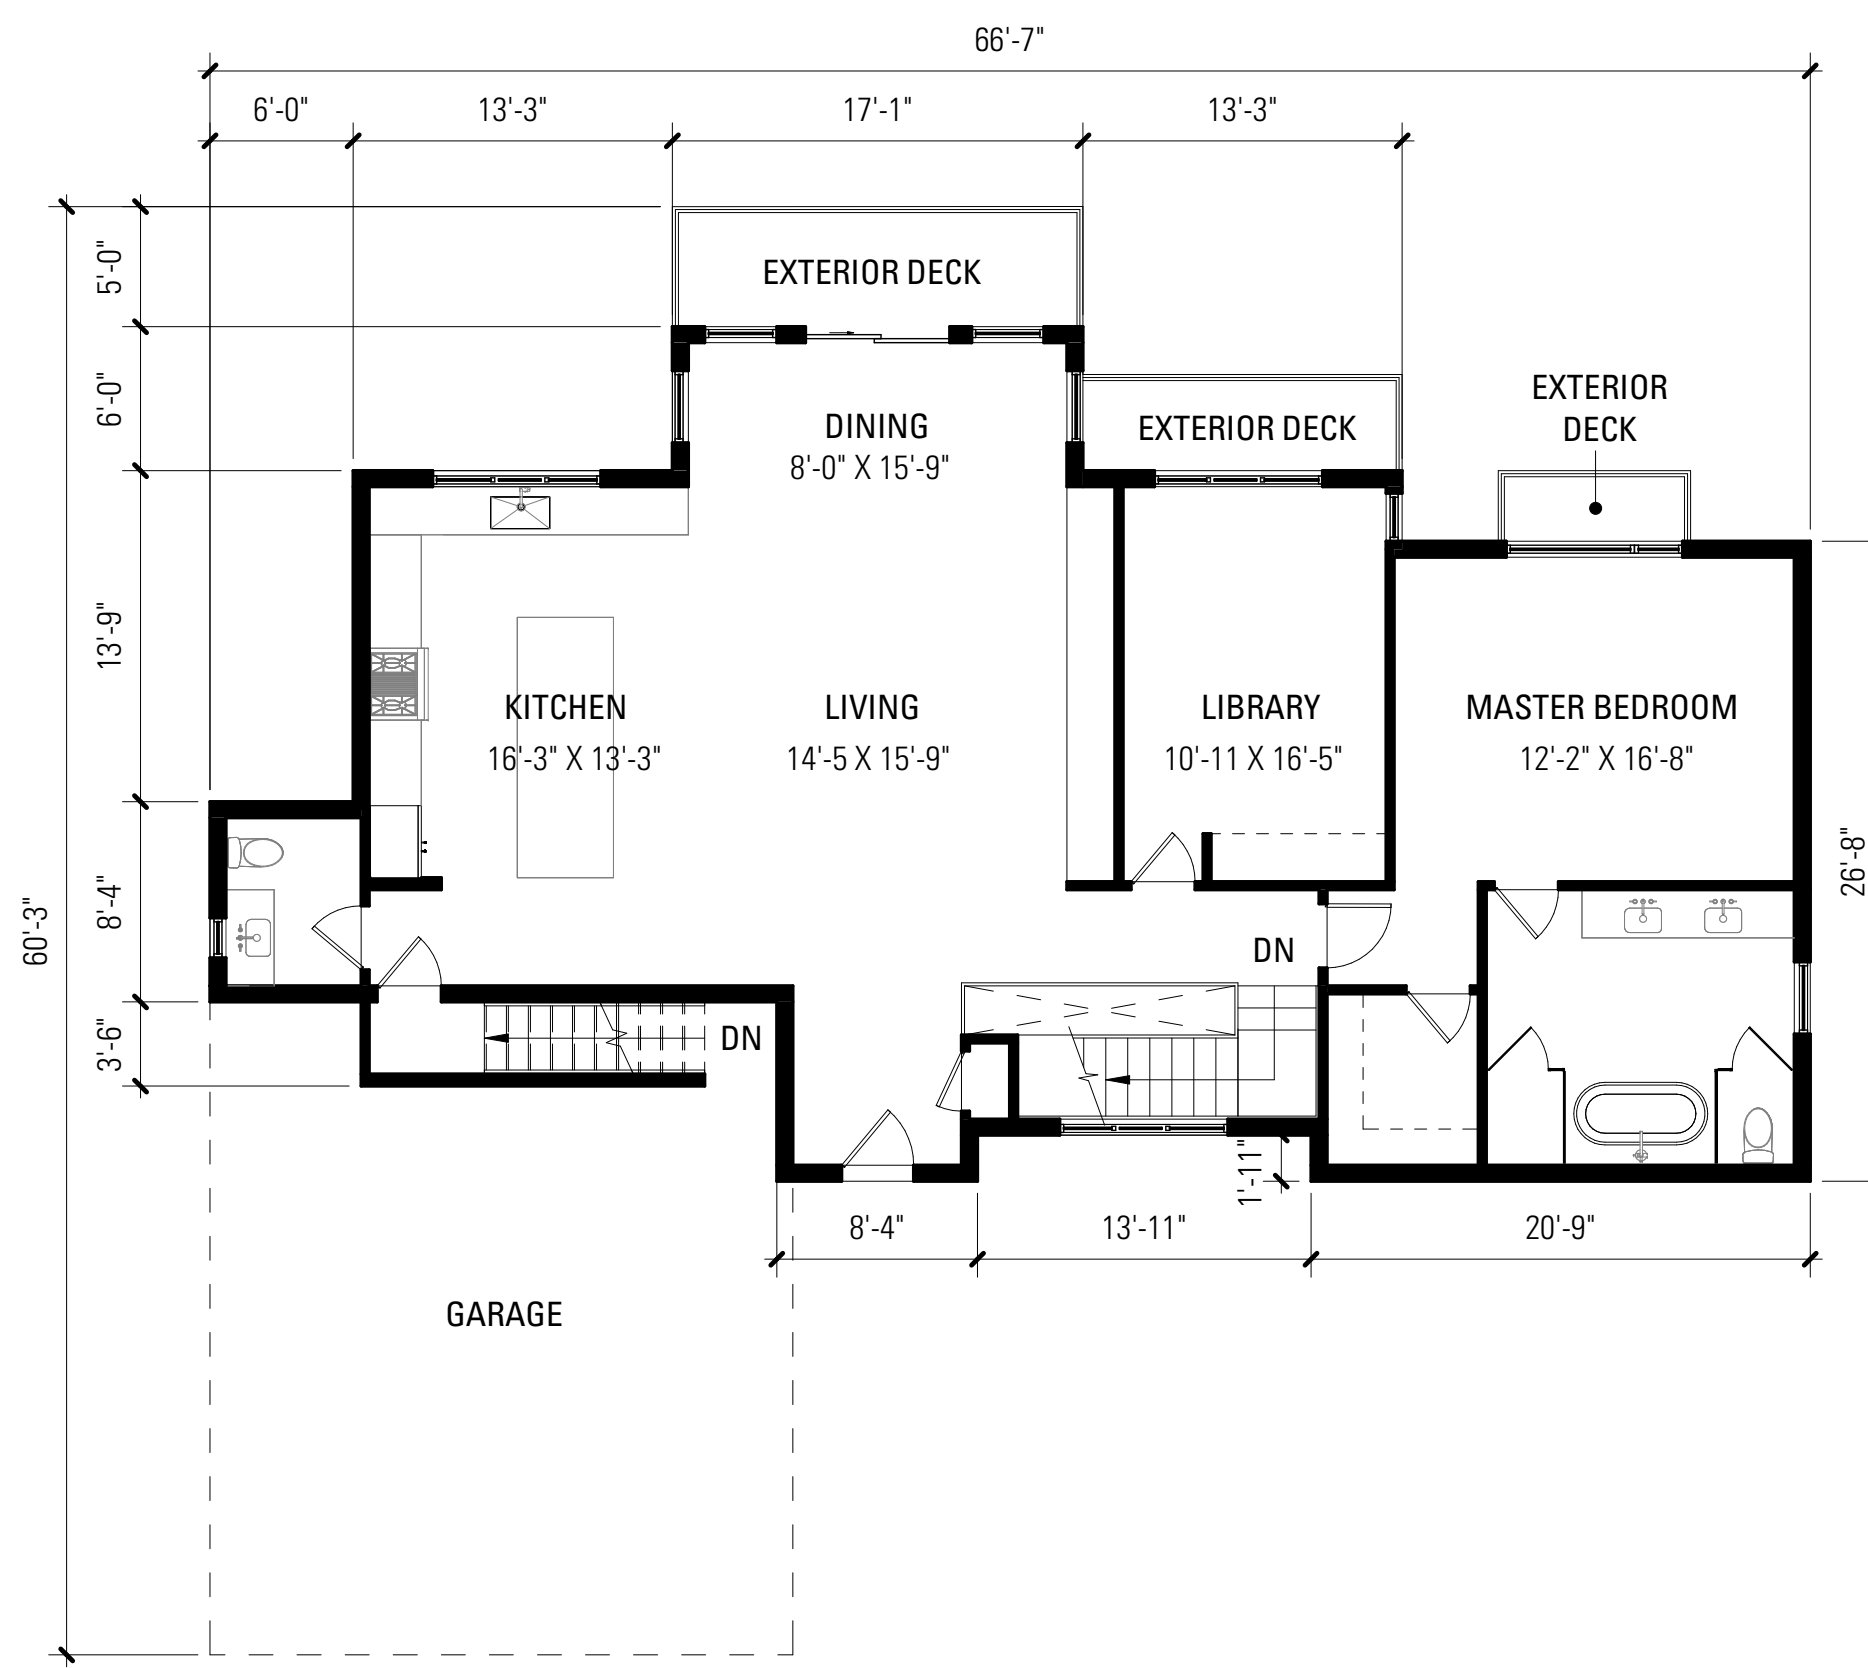 66'-7"
6'-0"
13'-3"
17'-1"
13'-3"
5'-0"
EXTERIOR DECK
6'-0"
EXTERIOR
DECK
DINING
8'-0" X 15'-9"
EXTERIOR DECK
13'-9"
KITCHEN
16'-3" X 13'-3"
LIVING
14'-5 X 15'-9"
LIBRARY
10'-11 X 16'-5"
MASTER BEDROOM
12'-2" X 16'-8"
26'-8"
8'-4"
60'-3"
DN
3'-6"
DN
1'-11"
8'-4"
13'-11"
20'-9"
GARAGE